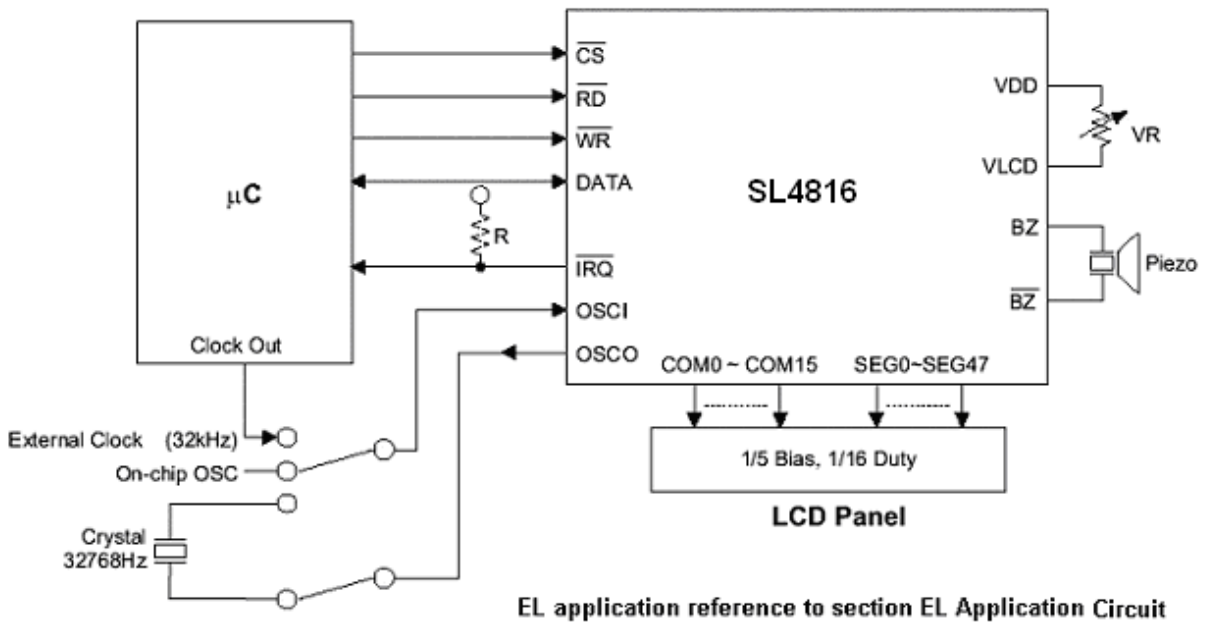 μC
Clock Out
CS
RD
WR
DATA
IRQ
OSCI
OSCO
R
SL4816
VDD
VLCD
VR
BZ
BZ
Piezo
COM0 ~ COM15 SEG0~SEG47
External Clock (32kHz)
On-chip OSC
Crystal
32768Hz
1/5 Bias, 1/16 Duty
LCD Panel
EL application reference to section EL Application Circuit